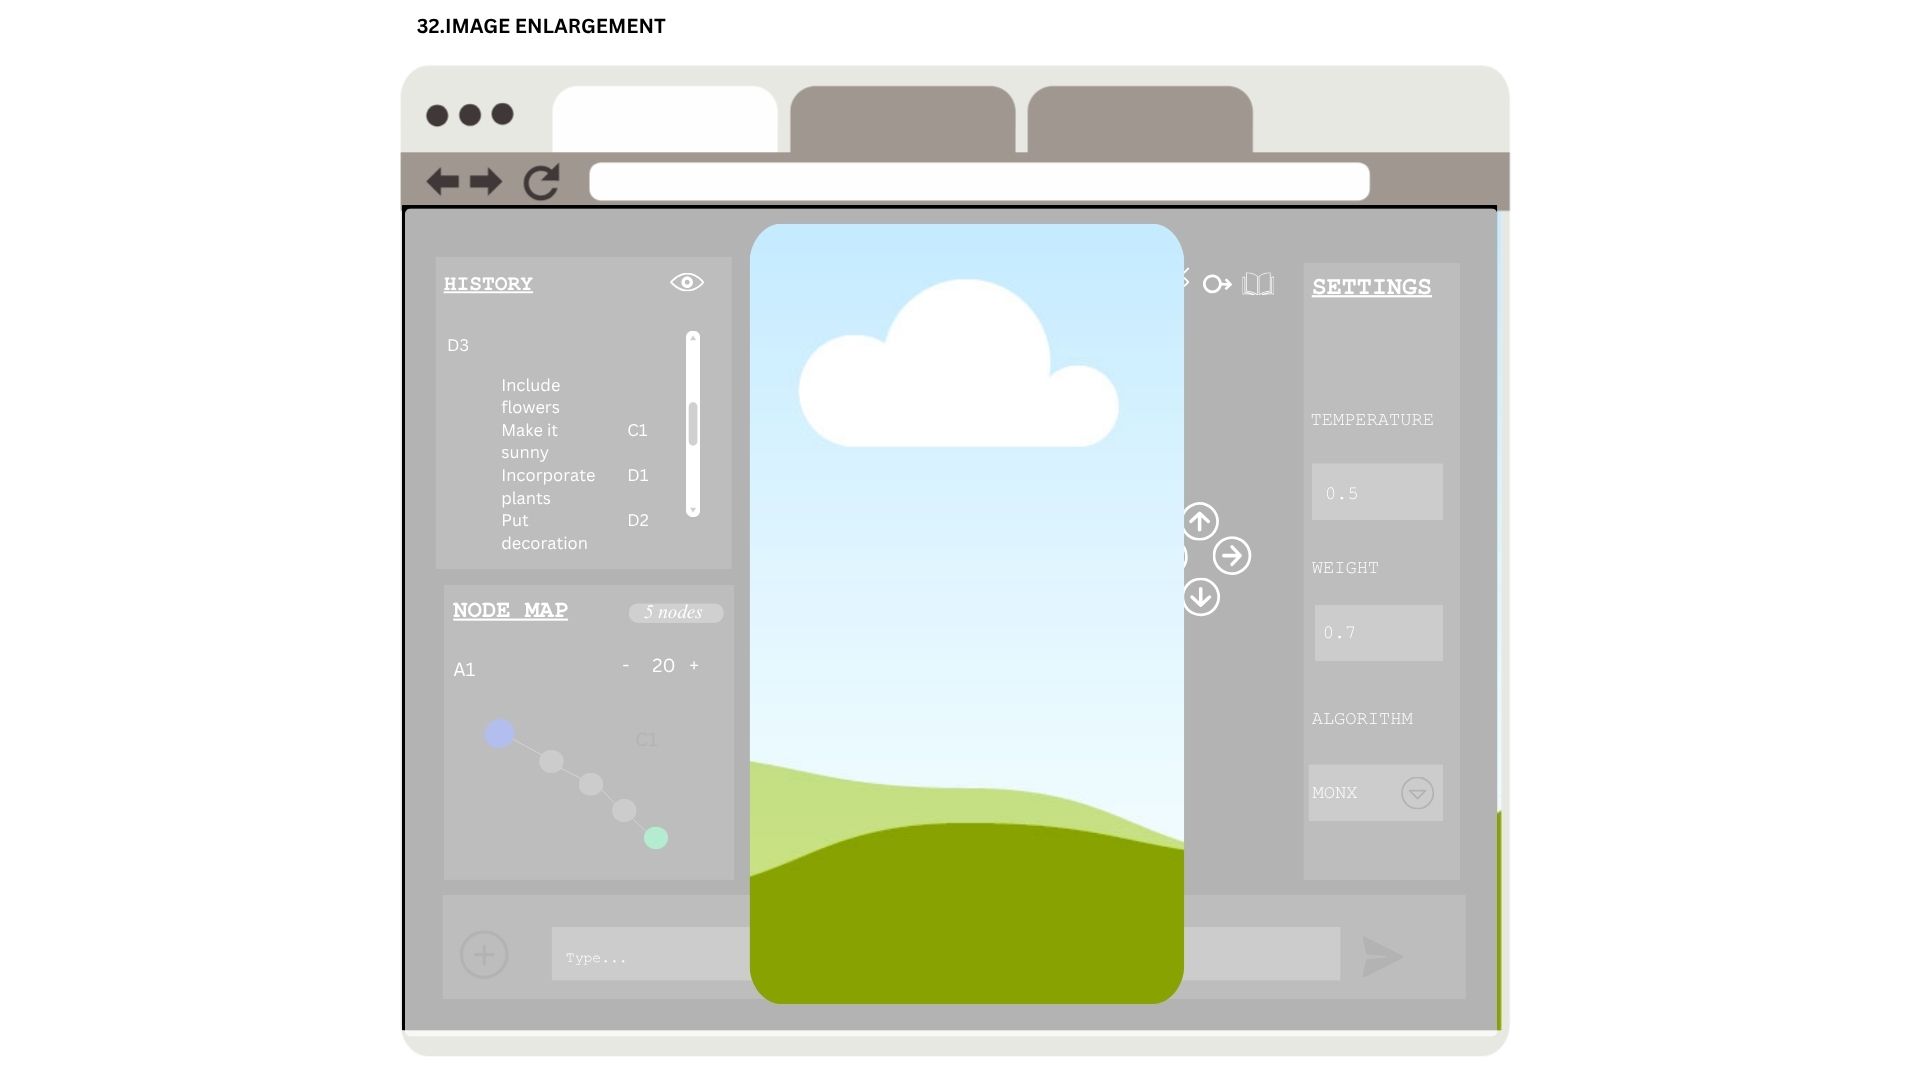 32.IMAGE ENLARGEMENT
HISTORY
D3
Include
flowers
Make it C1
sunny
Incorporate D1
plants
Put D2
decoration
NODE MAP 5 nodes
A1 - 20 +
C1
SETTINGS
TEMPERATURE
0.5
WEIGHT
0.7
ALGORITHM
MONX
Type...